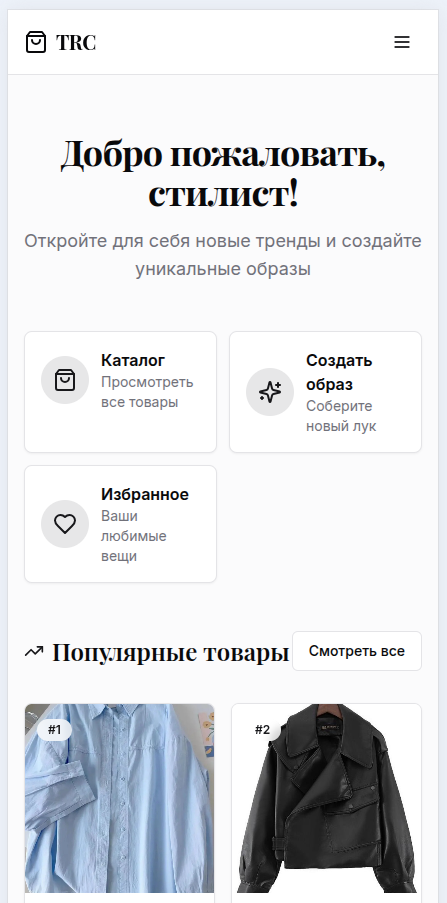 TRC
Добро пожаловать,
стилист!
Откройте для себя новые тренды и создайте
уникальные образы
Каталог
Просмотреть
все товары
Создать
образ
Соберите
новый лук
Избранное
Ваши
любимые
вещи
Популярные товары
Смотреть все
#1
#2